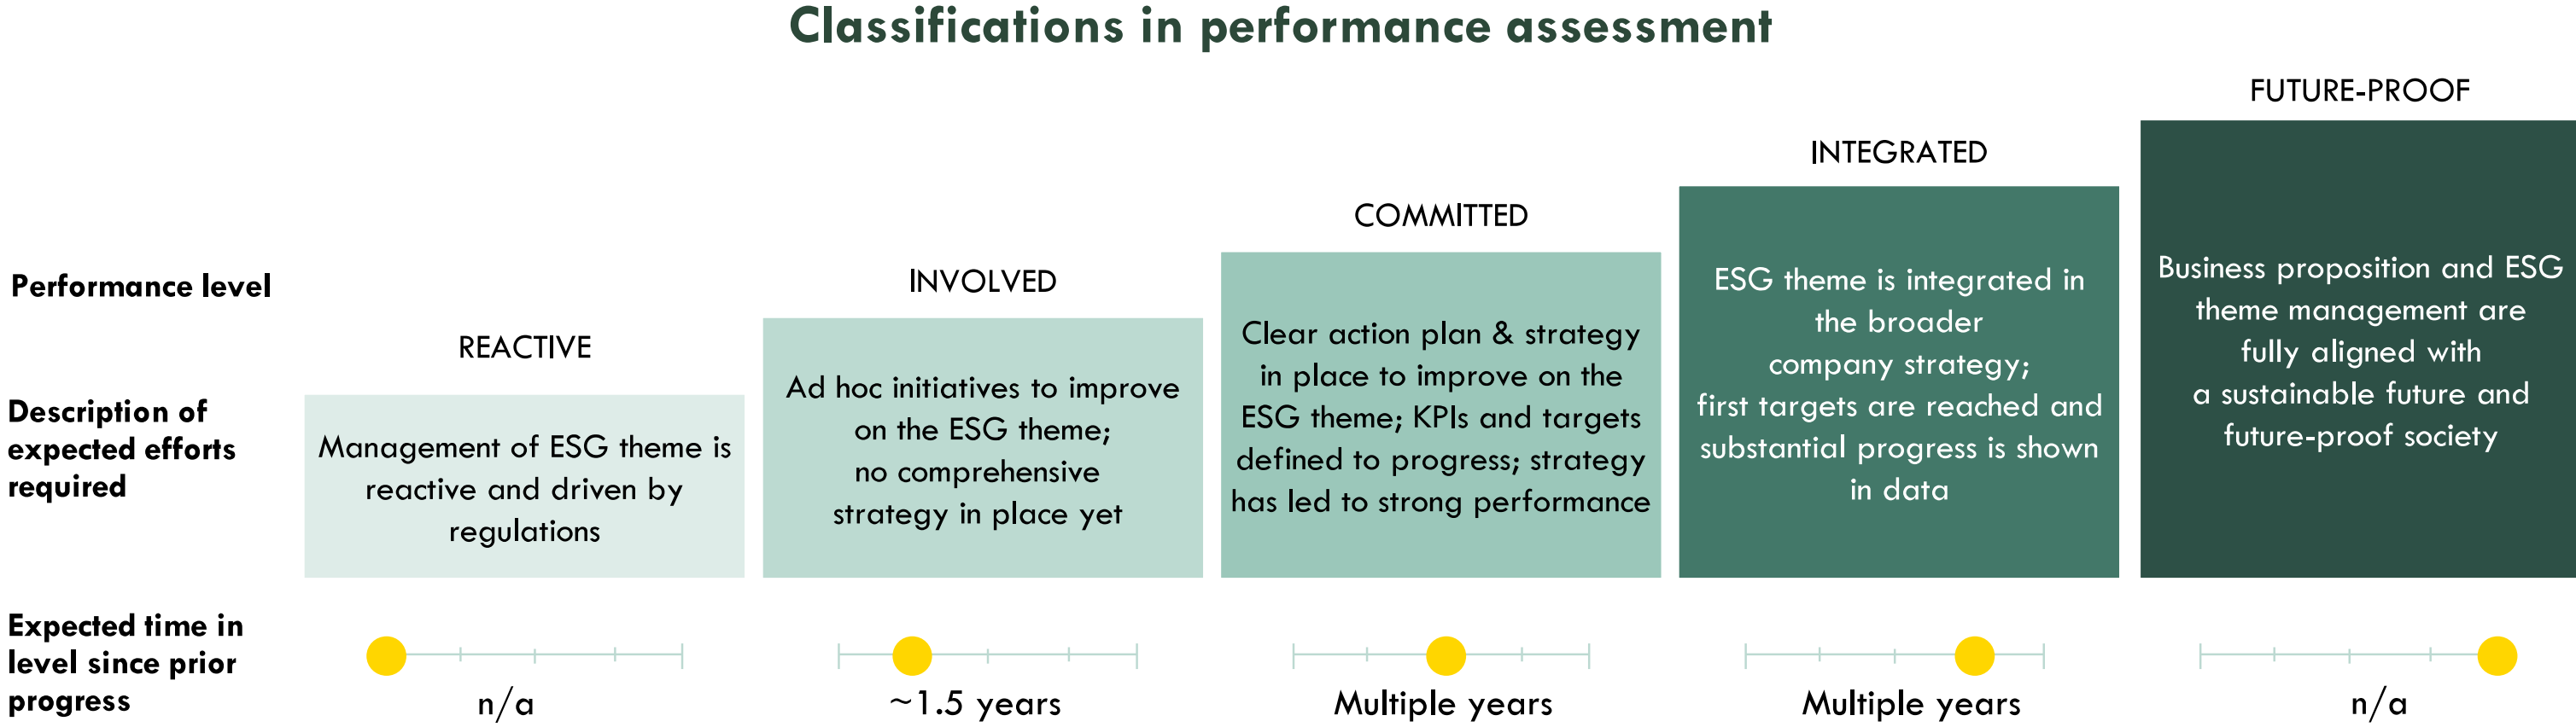 Classifications in performance assessment
Performance level
REACTIVE
INVOLVED
COMMITTED
INTEGRATED
FUTURE-PROOF
Description of
expected efforts
required
Management of ESG theme is
reactive and driven by
regulations
Ad hoc initiatives to improve
on the ESG theme;
no comprehensive
strategy in place yet
Clear action plan & strategy
in place to improve on the
ESG theme; KPIs and targets
defined to progress; strategy
has led to strong performance
ESG theme is integrated in
the broader
company strategy;
first targets are reached and
substantial progress is shown
in data
Business proposition and ESG
theme management are
fully aligned with
a sustainable future and
future-proof society
Expected time in
level since prior
progress
n/a
~1.5 years
Multiple years
Multiple years
n/a